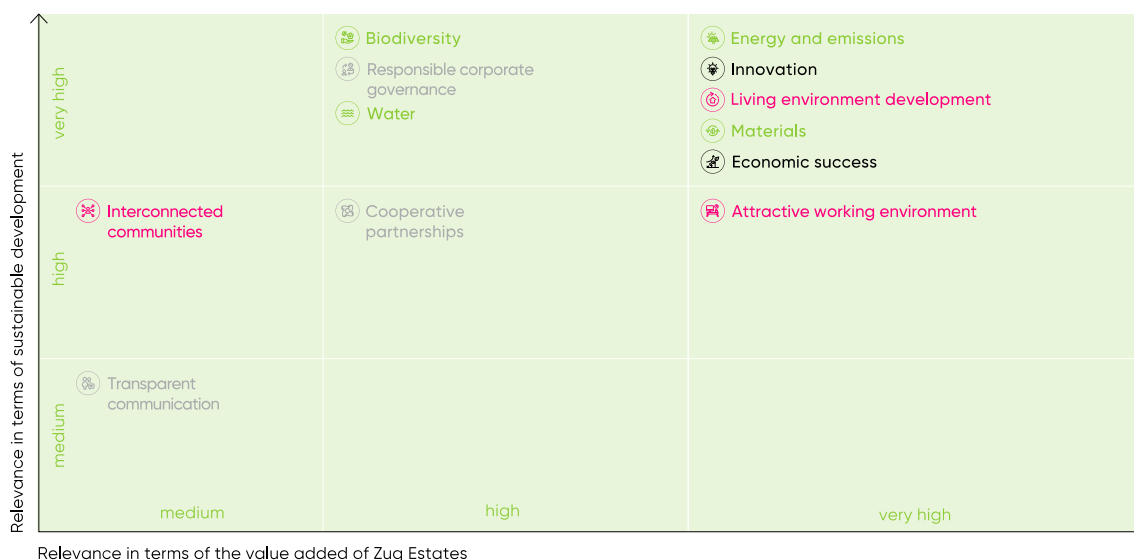 Relevance in terms of sustainable development
very high
Biodiversity
Responsible corporate
governance
Water
Energy and emissions
Innovation
Living environment development
Materials
Economic success
high
Interconnected
communities
Cooperative
partnerships
Attractive working environment
medium
Transparent
communication
medium
high
very high
Relevance in terms of the value added of Zug Estates